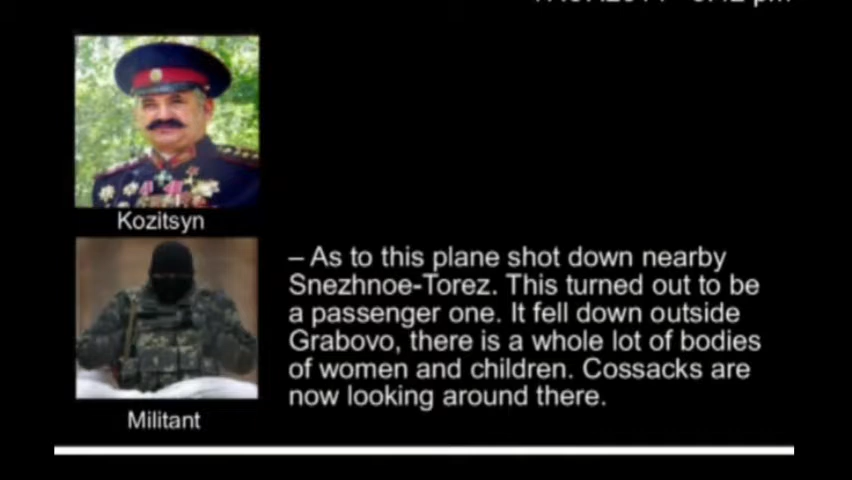 Kozitsyn
– As to this plane shot down nearby
Snezhnoe-Torez. This turned out to be
a passenger one. It fell down outside
Grabovo, there is a whole lot of bodies
of women and children. Cossacks are
now looking around there.
Militant